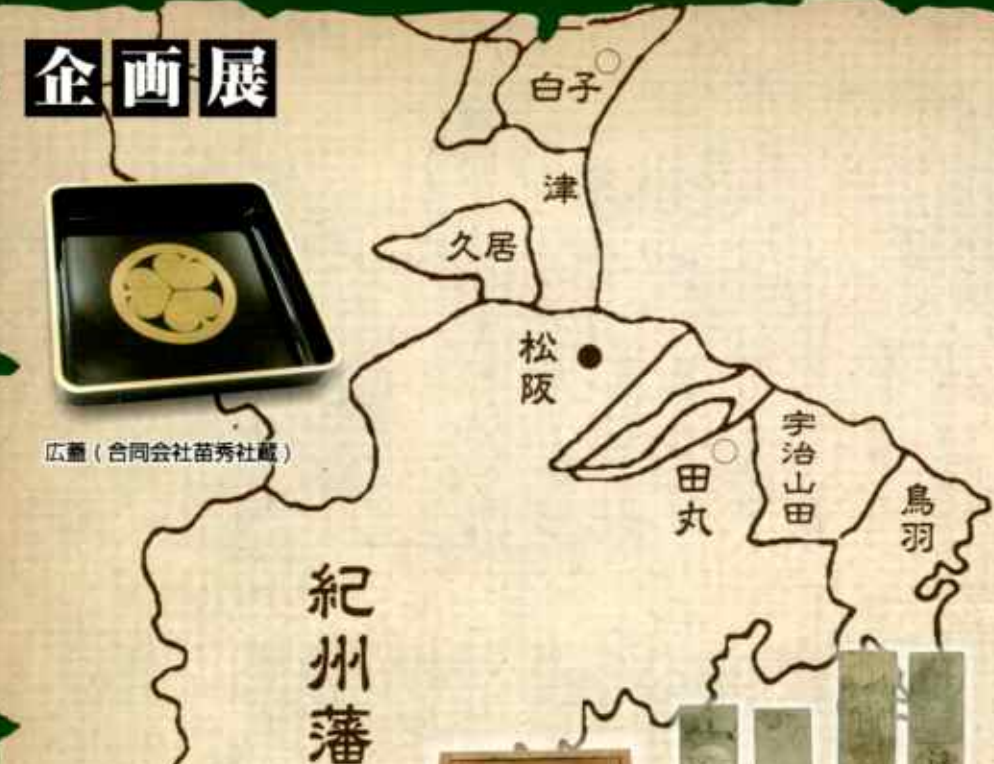 企画展
白子
津
久居
松阪
広蓋(合同会社苗秀社蔵)
宇治山田
田丸
鳥羽
紀州藩